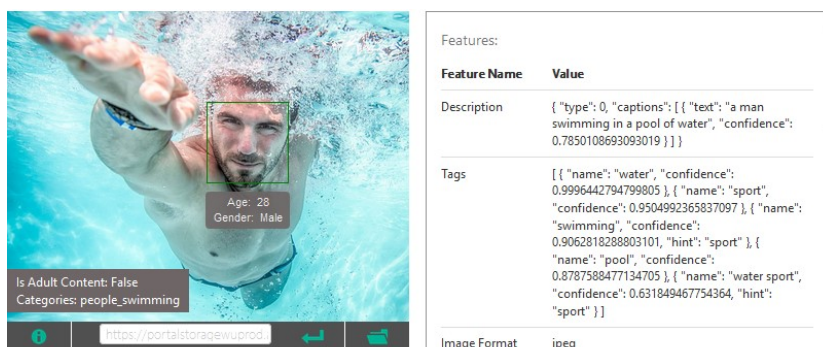 Age: 28
Gender: Male
Is Adult Content: False
Categories: people_swimming
https://portalstoragewuprod.
Features:
Feature Name Value
Description { "type": 0, "captions": [ { "text": "a man
swimming in a pool of water", "confidence":
0.7850108693093019 } ] }
Tags [ { "name": "water", "confidence":
0.9996442794799805 }, { "name": "sport",
"confidence": 0.9504992365837097 }, { "name":
"swimming", "confidence":
0.9062818288803101, "hint": "sport" }, {
"name": "pool", "confidence":
0.8787588477134705 }, { "name": "water sport",
"confidence": 0.631849467754364, "hint":
"sport" } ]
Image Format jpeg